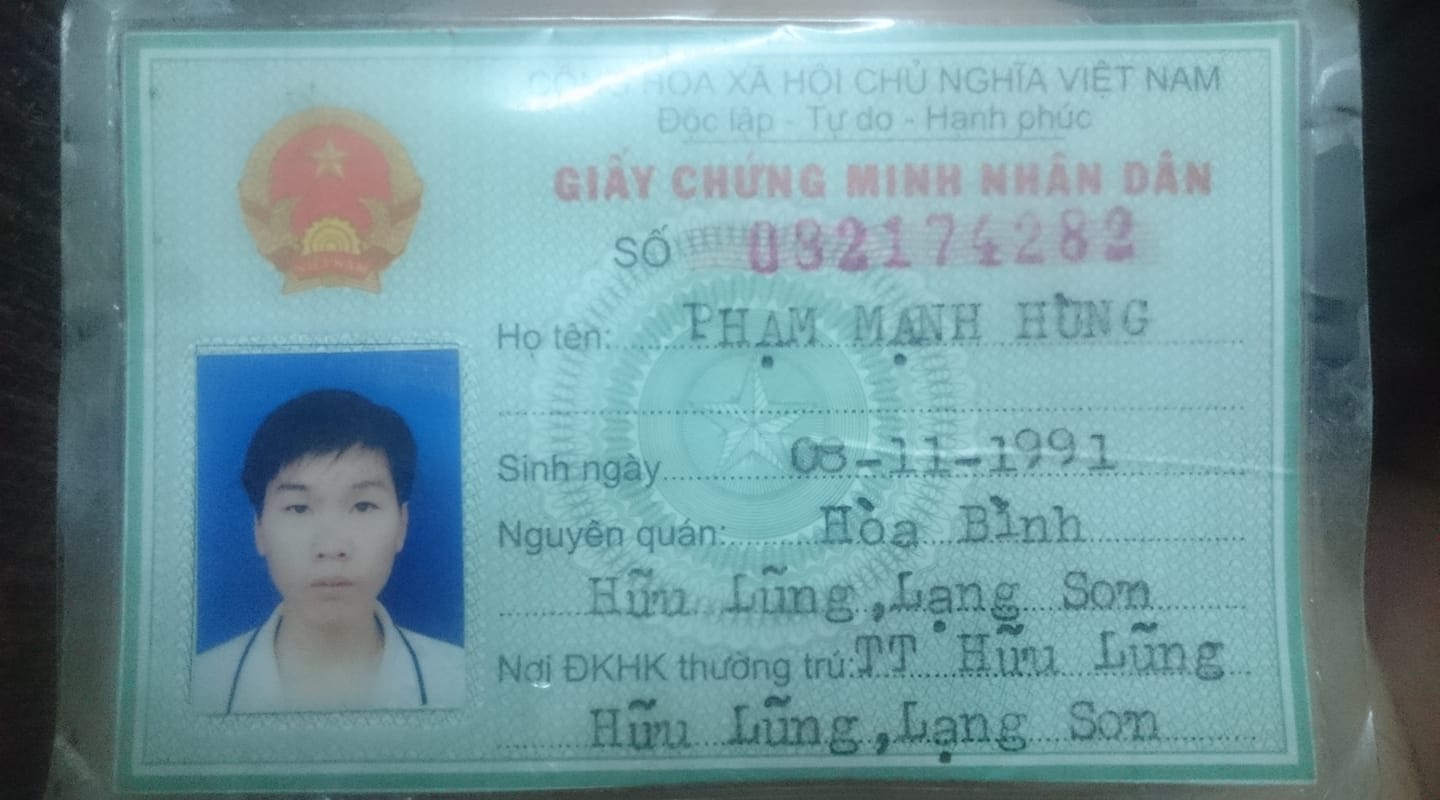 CỘNG HÒA XÃ HỘI CHỦ NGHĨA VIỆT NAM
Độc lập - Tự do - Hạnh phúc
GIẤY CHỨNG MINH NHÂN DÂN
SỐ 082174282
Họ tên: PHẠM MẠNH HÙNG
Sinh ngày 08-11-1991
Nguyên quán: Hòa Bình
Hữu Lũng, Lạng Sơn
Nơi ĐKHK thường trú: TT Hữu Lũng
Hữu Lũng, Lạng Sơn